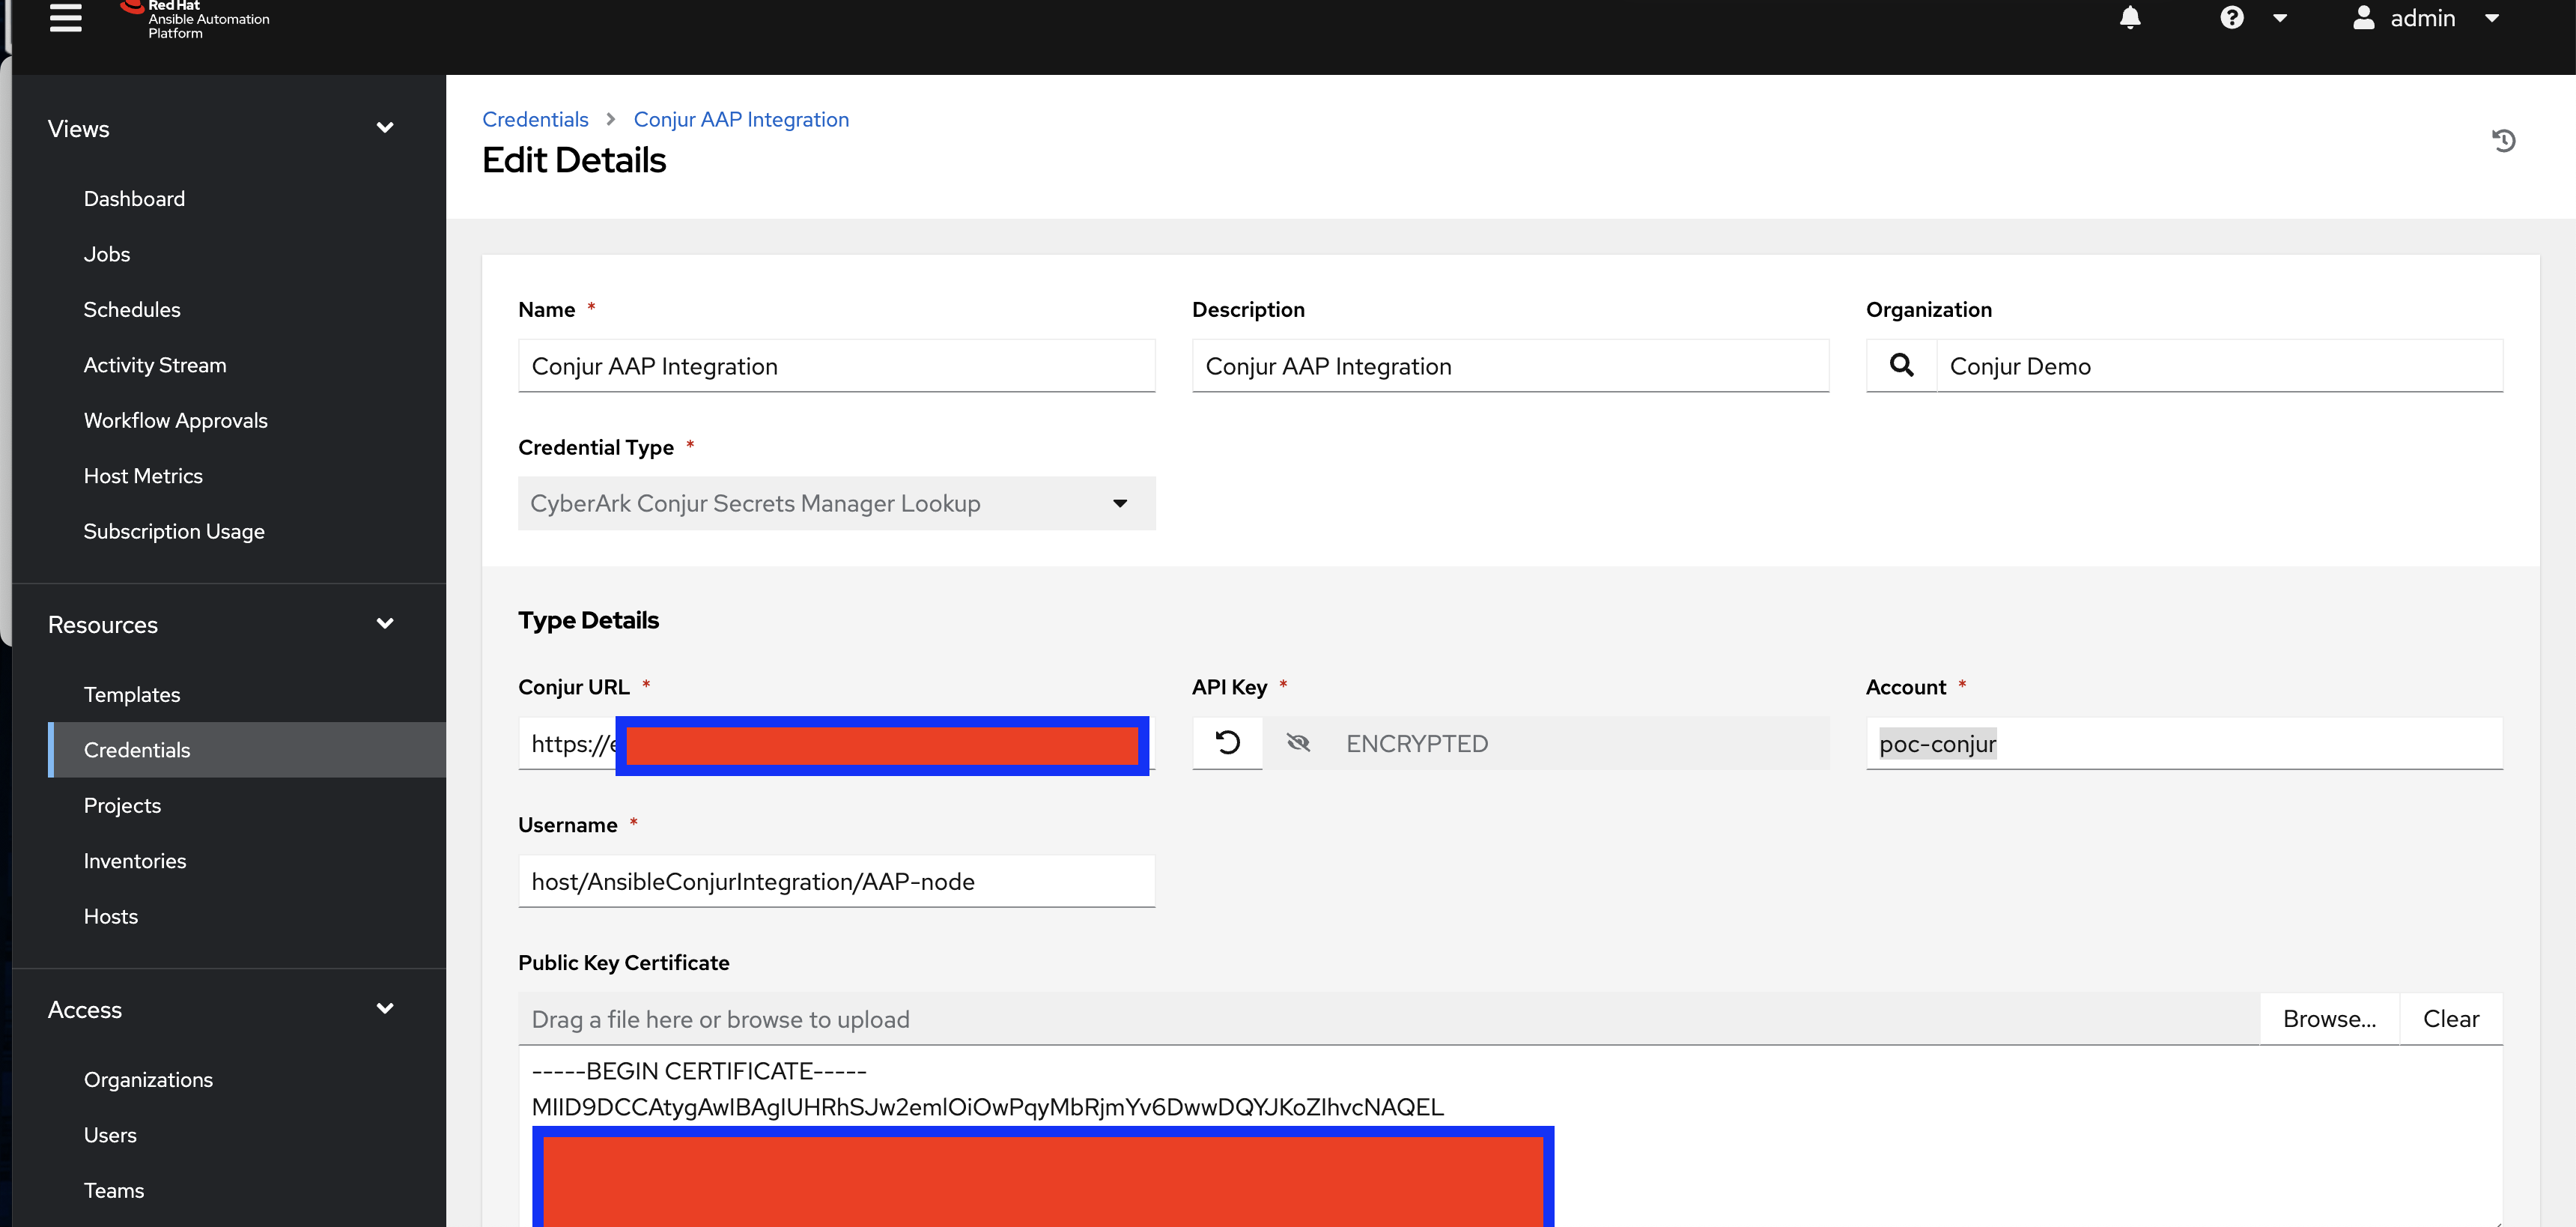 Red Hat
Ansible Automation
Platform
admin
Views
Dashboard
Jobs
Schedules
Activity Stream
Workflow Approvals
Host Metrics
Subscription Usage
Resources
Templates
Credentials
Projects
Inventories
Hosts
Access
Organizations
Users
Teams
Credentials > Conjur AAP Integration
Edit Details
Name * Description Organization
Conjur AAP Integration Conjur AAP Integration Conjur Demo
Credential Type *
CyberArk Conjur Secrets Manager Lookup
Type Details
Conjur URL * API Key * Account *
https://e ENCRYPTED poc-conjur
Username *
host/AnsibleConjurIntegration/AAP-node
Public Key Certificate
Drag a file here or browse to upload Browse... Clear
-----BEGIN CERTIFICATE-----
MIID9DCCAtygAwIBAgIUHRhSJw2emIOiOwPqyMbRjmYv6DwwDQYJKoZIhvcNAQEL